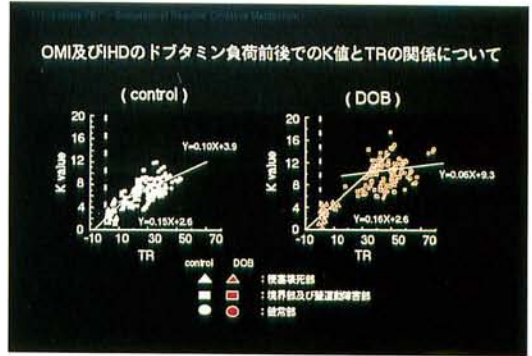 OMI及びIHDのドブタミン負荷前後でのK値とTRの関係について
( control )
( DOB )
20
16
12
8
4
0
K value
Y=0.10X+3.9
Y=0.15X+2.6
-10 10 30 50 70
TR
20
16
12
8
4
0
K value
Y=0.06X+9.3
Y=0.16X+2.6
-10 10 30 50 70
TR
control DOB
:梗塞壊死部
:境界部及び壁運動障害部
:健常部